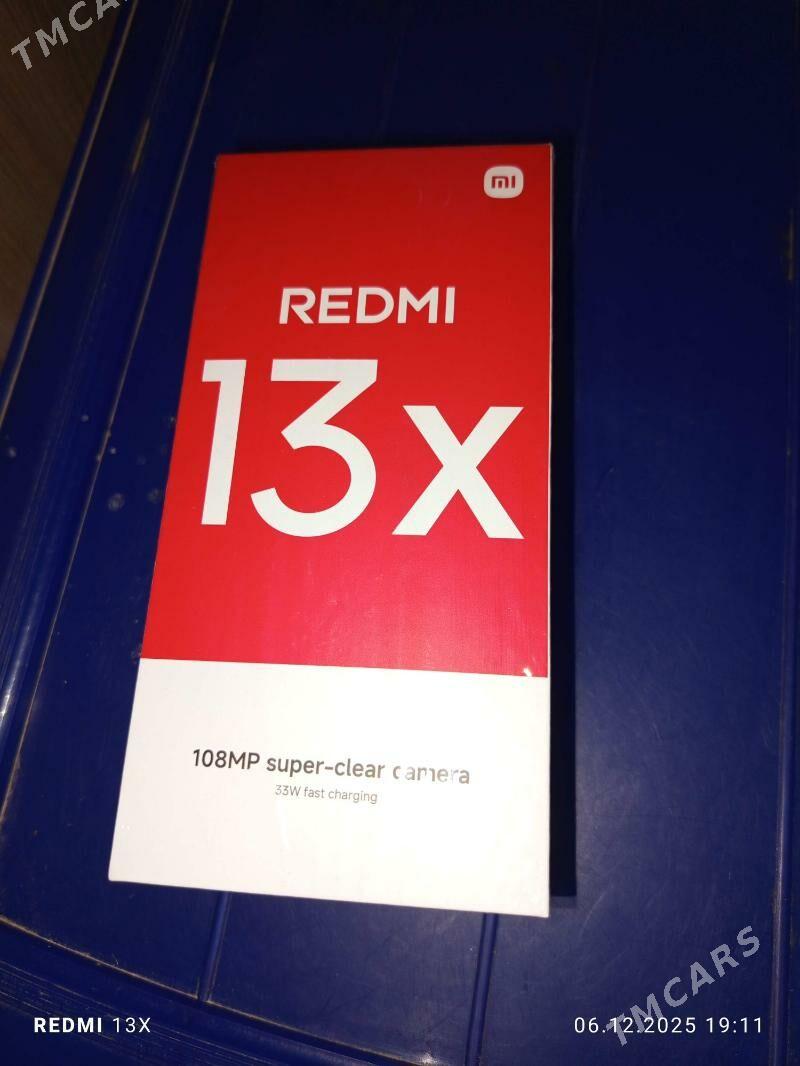 TMCARS
mi
REDMI
13x
108MP super-clear camera
33W fast charging
TMCARS
REDMI 13X
06.12.2025 19:11